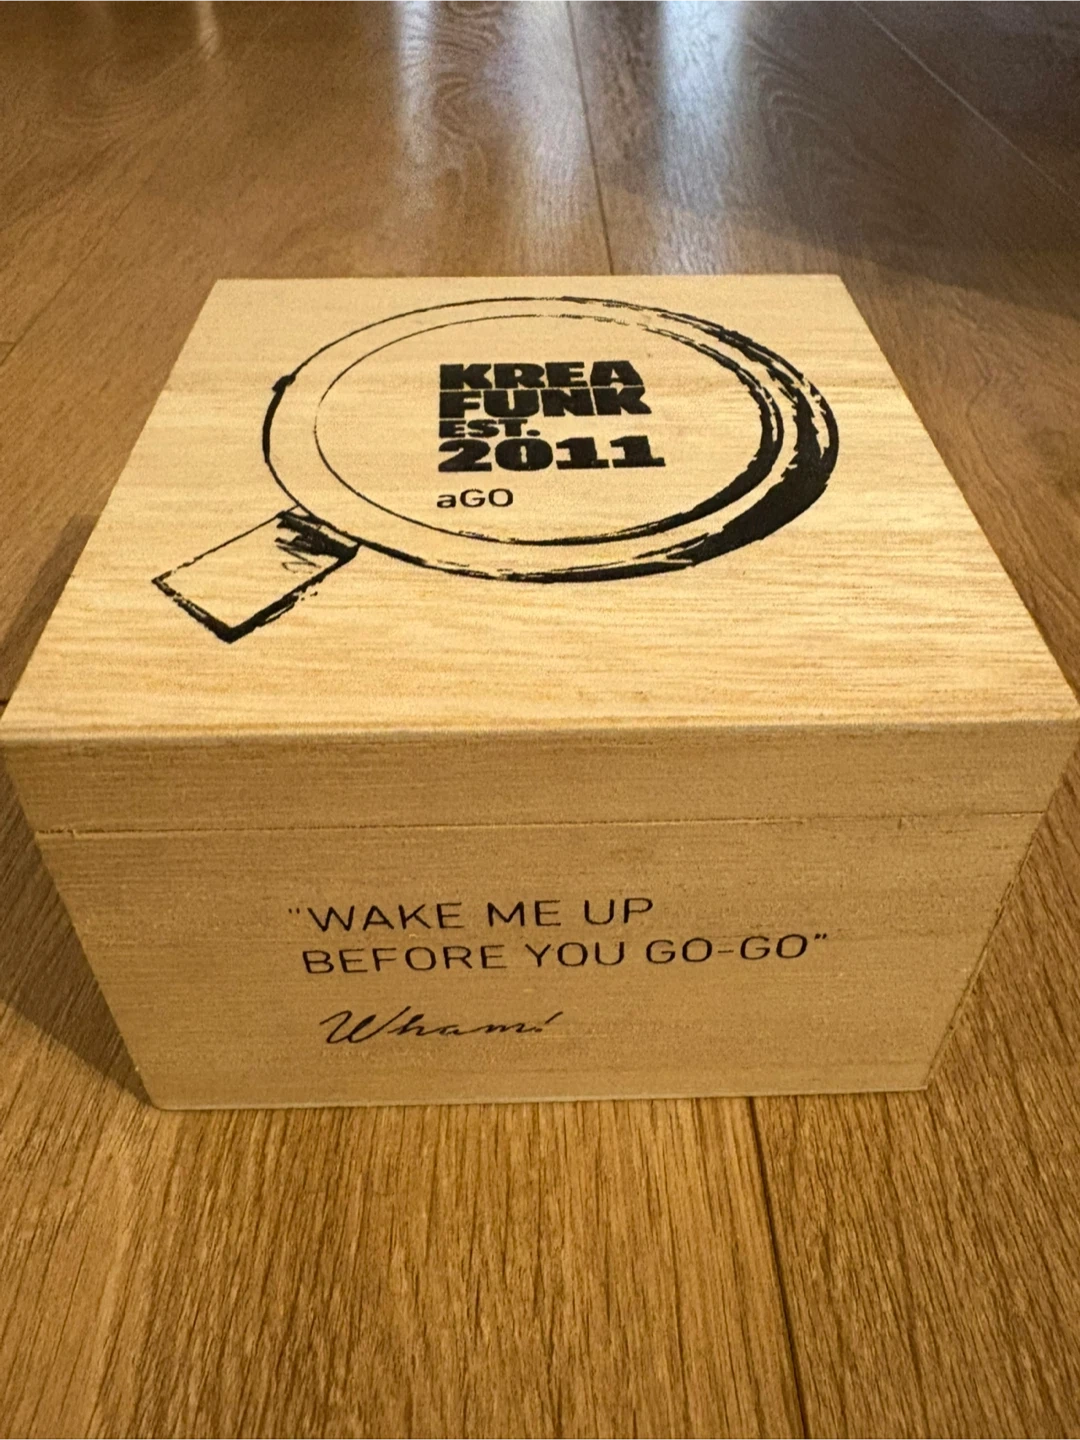 KREA
FUNK
EST.
2011
aGO
"WAKE ME UP
BEFORE YOU GO-GO"
Wham!